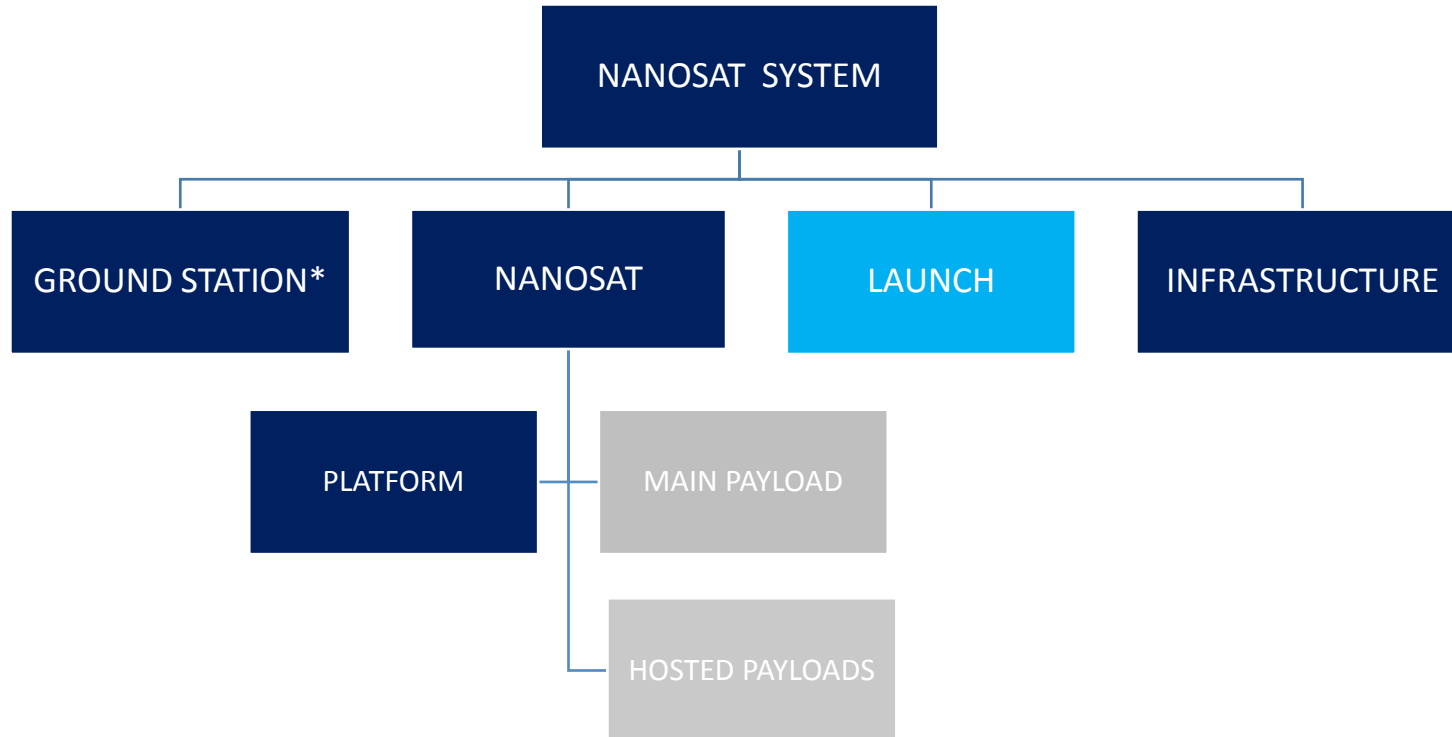 NANOSAT  SYSTEM
GROUND STATION*
NANOSAT
LAUNCH
INFRASTRUCTURE
PLATFORM
MAIN PAYLOAD
HOSTED PAYLOADS